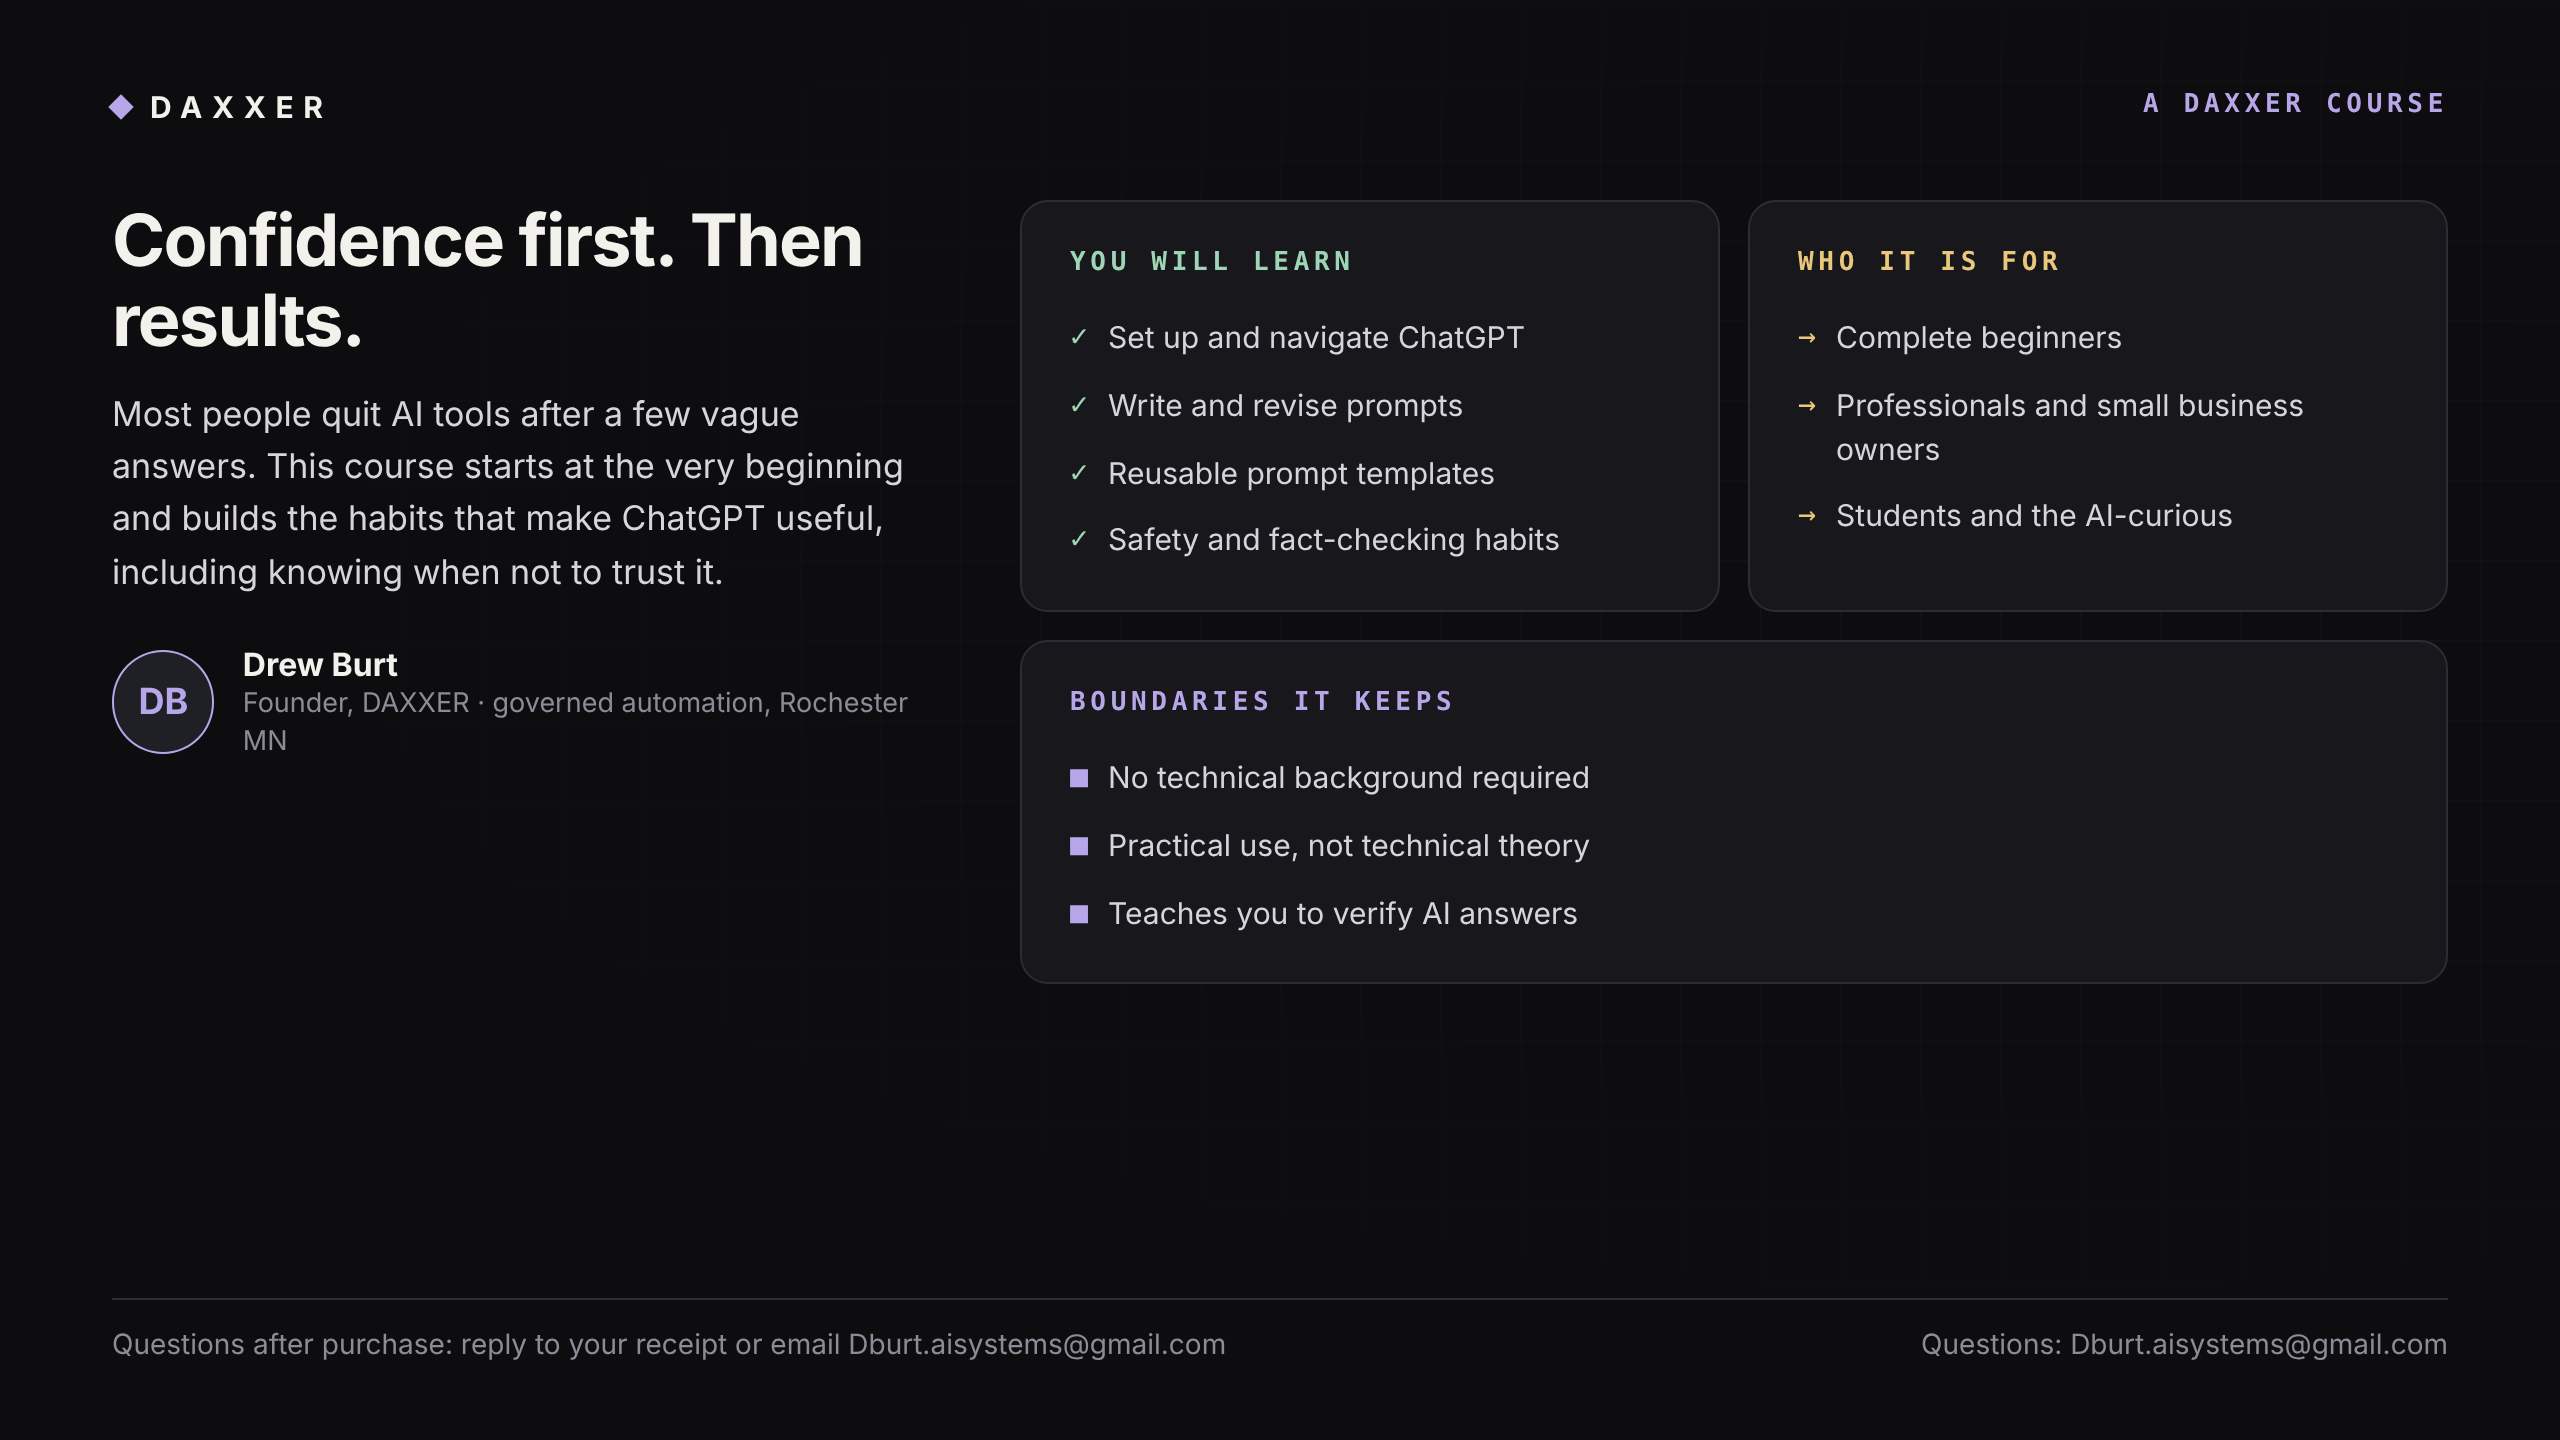 DAXXER
A DAXXER COURSE
Confidence first. Then
results.
Most people quit AI tools after a few vague
answers. This course starts at the very beginning
and builds the habits that make ChatGPT useful,
including knowing when not to trust it.
DB
Drew Burt
Founder, DAXXER · governed automation, Rochester
MN
YOU WILL LEARN
✓ Set up and navigate ChatGPT
✓ Write and revise prompts
✓ Reusable prompt templates
✓ Safety and fact-checking habits
WHO IT IS FOR
→ Complete beginners
→ Professionals and small business
owners
→ Students and the AI-curious
BOUNDARIES IT KEEPS
■ No technical background required
■ Practical use, not technical theory
■ Teaches you to verify AI answers
Questions after purchase: reply to your receipt or email Dburt.aisystems@gmail.com
Questions: Dburt.aisystems@gmail.com